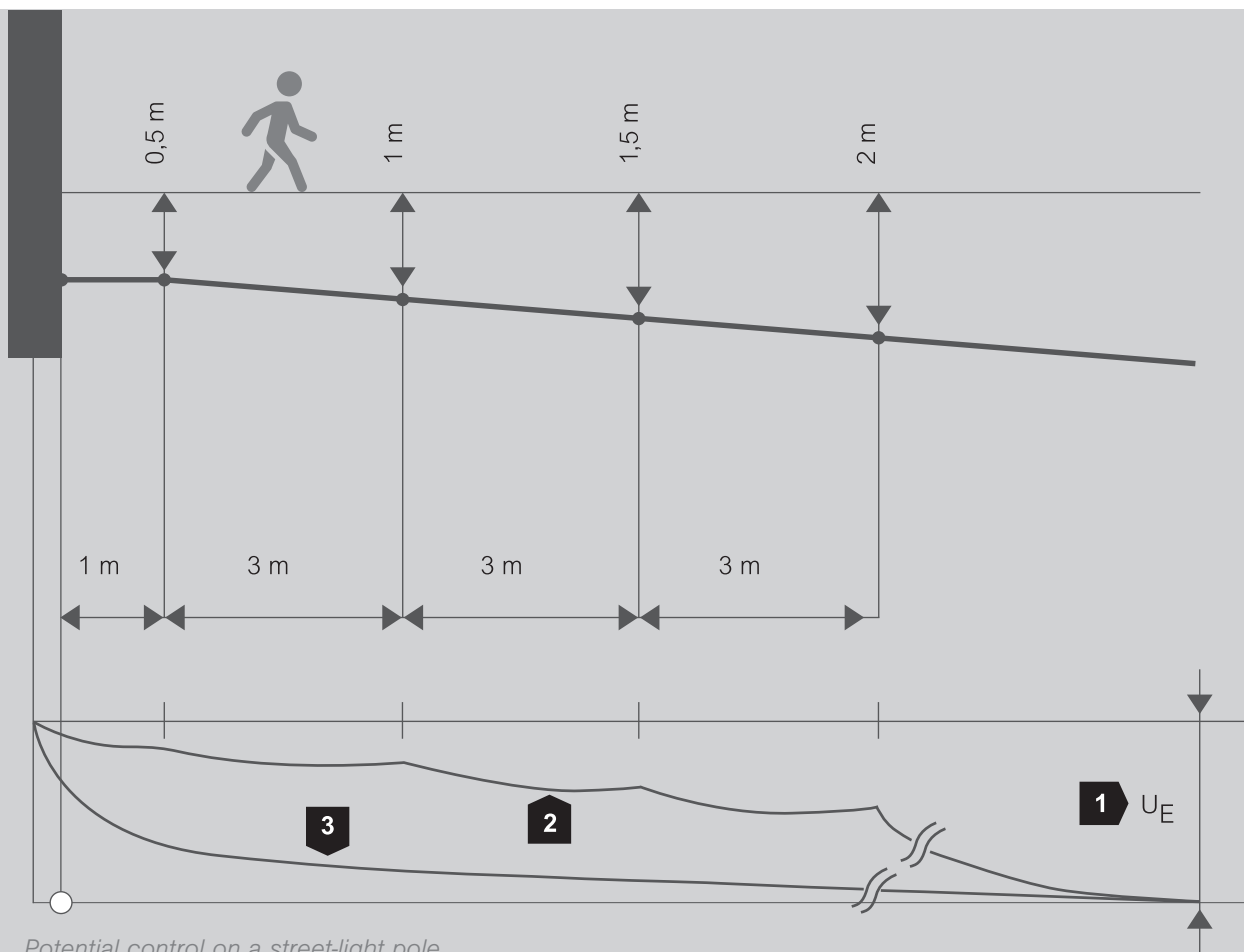 0,5 m
1 m
1,5 m
2 m
1 m
3 m
3 m
3 m
1 UE
2
3
Potential control on a street-light pole